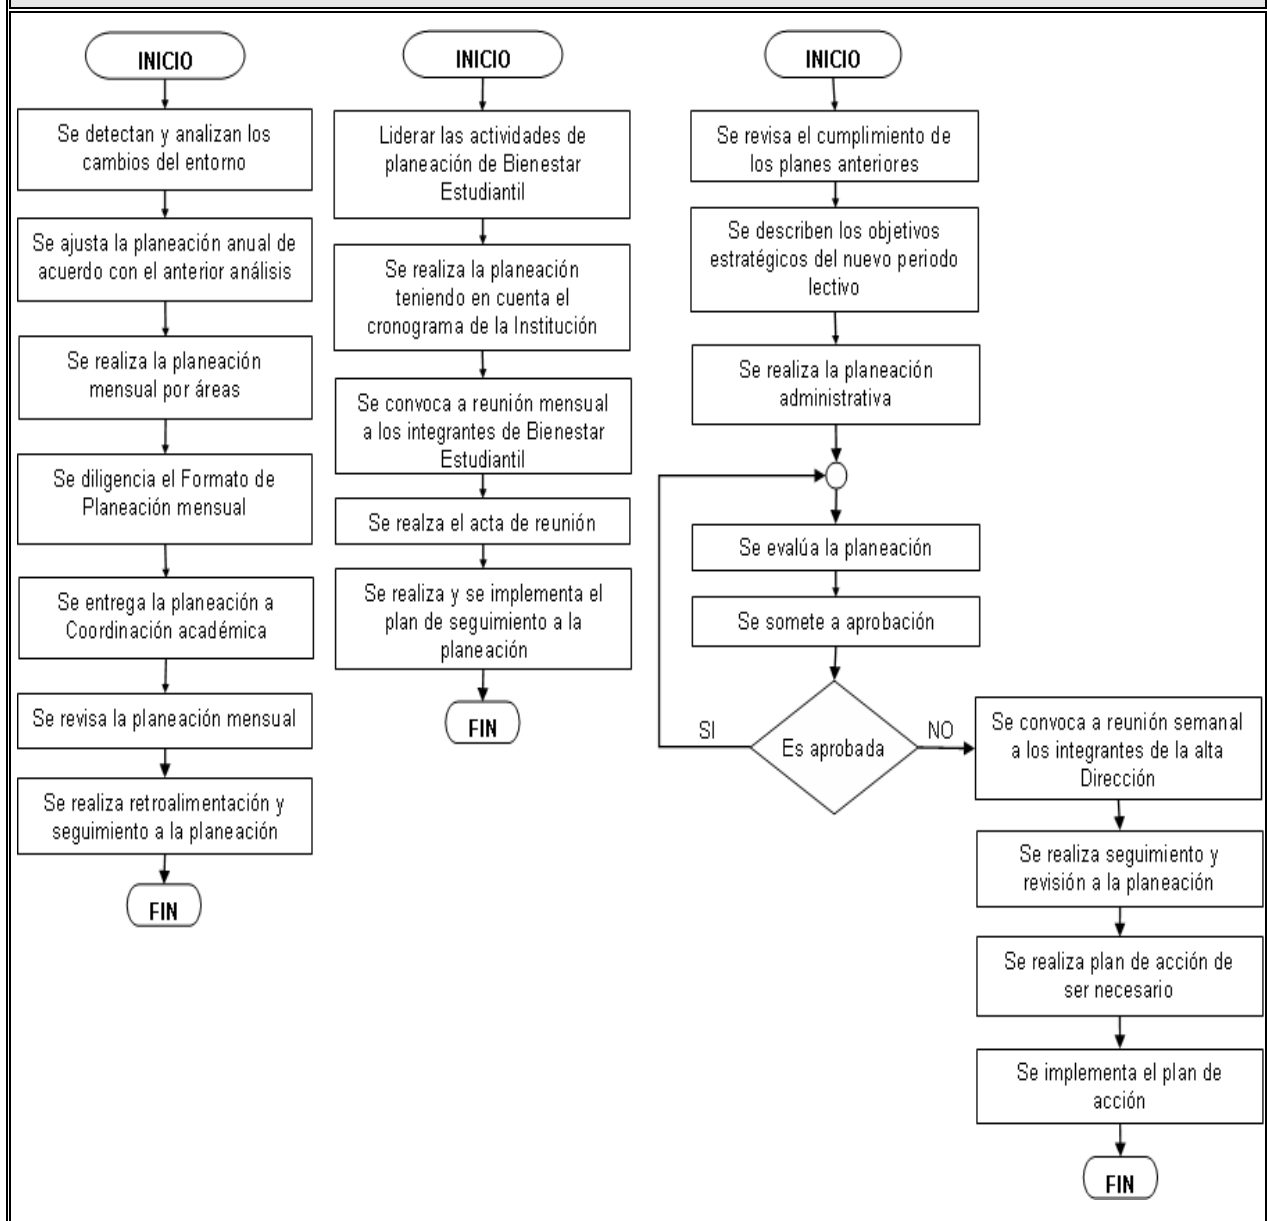 INICIO
Se detectan y analizan los
cambios del entorno
Se ajusta la planeación anual de
acuerdo con el anterior análisis
Se realiza la planeación
mensual por áreas
Se diligencia el Formato de
Planeación mensual
Se entrega la planeación a
Coordinación académica
Se revisa la planeación mensual
Se realiza retroalimentación y
seguimiento a la planeación
FIN
INICIO
Liderar las actividades de
planeación de Bienestar
Estudiantil
Se realiza la planeación
teniendo en cuenta el
cronograma de la Institución
Se convoca a reunión mensual
a los integrantes de Bienestar
Estudiantil
Se realza el acta de reunión
Se realiza y se implementa el
plan de seguimiento a la
planeación
FIN
INICIO
Se revisa el cumplimiento de
los planes anteriores
Se describen los objetivos
estratégicos del nuevo periodo
lectivo
Se realiza la planeación
administrativa
Se evalúa la planeación
Se somete a aprobación
Es aprobada
SI
NO
Se convoca a reunión semanal
a los integrantes de la alta
Dirección
Se realiza seguimiento y
revisión a la planeación
Se realiza plan de acción de
ser necesario
Se implementa el plan de
acción
FIN